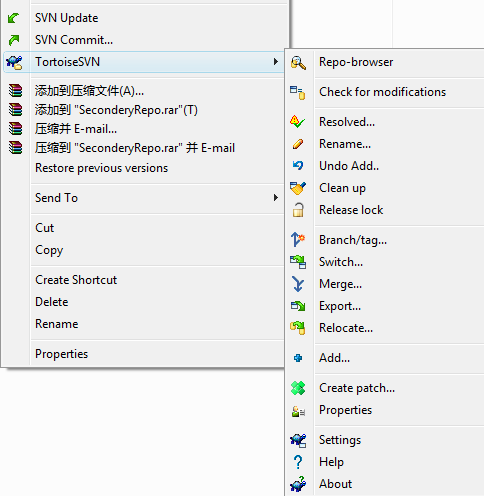 SVN Update
SVN Commit...
TortoiseSVN
添加到压缩文件(A)...
添加到 "SeconderyRepo.rar"(T)
压缩并 E-mail...
压缩到 "SeconderyRepo.rar" 并 E-mail
Restore previous versions
Send To
Cut
Copy
Create Shortcut
Delete
Rename
Properties
Repo-browser
Check for modifications
Resolved...
Rename...
Undo Add..
Clean up
Release lock
Branch/tag...
Switch...
Merge...
Export...
Relocate...
Add...
Create patch...
Properties
Settings
Help
About